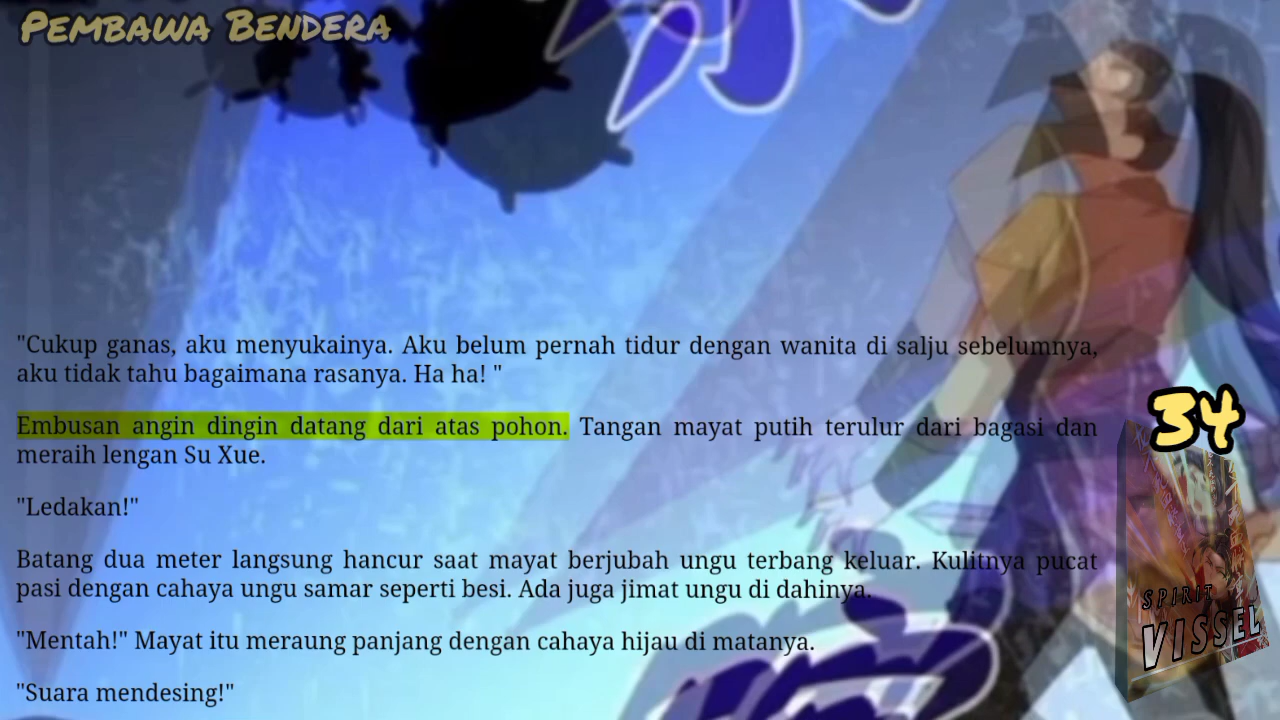 Pembawa Bendera
"Cukup ganas, aku menyukainya. Aku belum pernah tidur dengan wanita di salju sebelumnya,
aku tidak tahu bagaimana rasanya. Ha ha! "
Embusan angin dingin datang dari atas pohon. Tangan mayat putih terulur dari bagasi dan
meraih lengan Su Xue.
"Ledakan!"
Batang dua meter langsung hancur saat mayat berjubah ungu terbang keluar. Kulitnya pucat
pasi dengan cahaya ungu samar seperti besi. Ada juga jimat ungu di dahinya.
"Mentah!" Mayat itu meraung panjang dengan cahaya hijau di matanya.
"Suara mendesing!"
34
SPIRIT
VISSEL